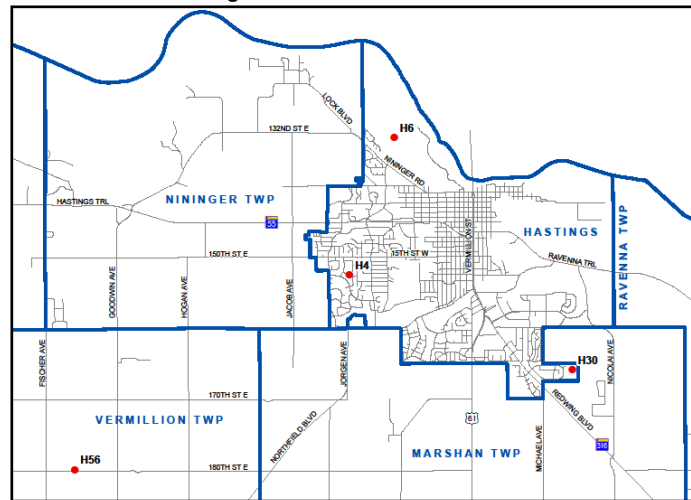 LOCK BLVD
H6
132ND ST E
NININGER RD
HASTINGS TRL
NININGER TWP
55
VERMILLION ST
HASTINGS
RAVENNA TWP
150TH ST E
15TH ST W
RAVENNA TRL
H4
GOODWIN AVE
HOGAN AVE
JACOB AVE
FISCHER AVE
JORGEN AVE
NICOLAI AVE
H30
170TH ST E
REDWING BLVD
VERMILLION TWP
NORTHFIELD BLVD
61
MICHAEL AVE
316
MARSHAN TWP
H56
180TH ST E